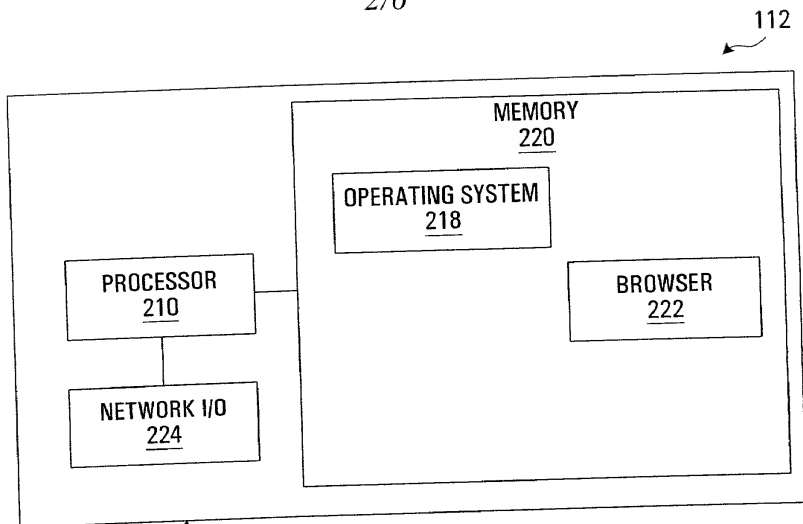 112
MEMORY
220
OPERATING SYSTEM
218
PROCESSOR
210
BROWSER
222
NETWORK I/O
224